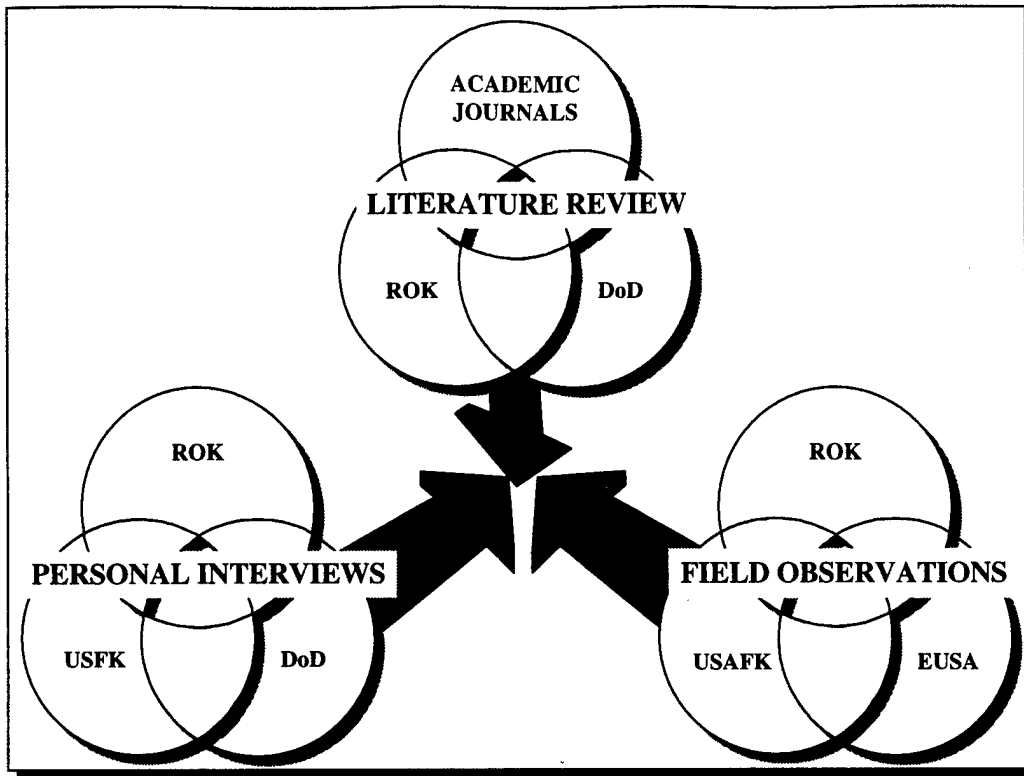 ACADEMIC
JOURNALS
LITERATURE REVIEW
ROK
DoD
ROK
PERSONAL INTERVIEWS
USFK
DoD
ROK
FIELD OBSERVATIONS
USAFK
EUSA